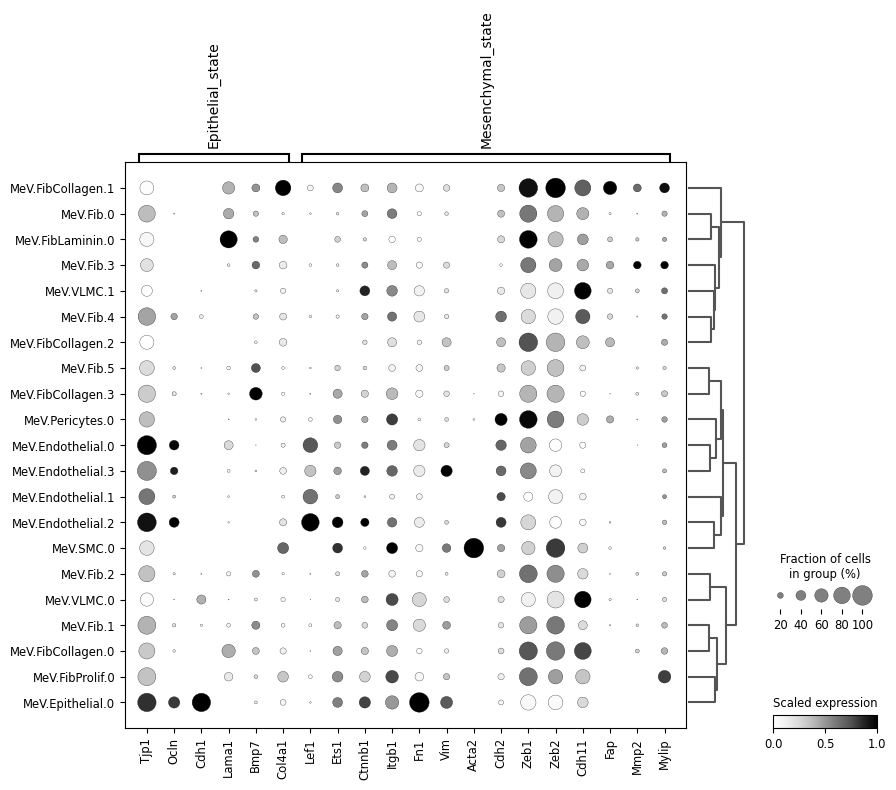 Epithelial_state
Mesenchymal_state
MeV.FibCollagen.1
MeV.Fib.0
MeV.FibLaminin.0
MeV.Fib.3
MeV.VLMC.1
MeV.Fib.4
MeV.FibCollagen.2
MeV.Fib.5
MeV.FibCollagen.3
MeV.Pericytes.0
MeV.Endothelial.0
MeV.Endothelial.3
MeV.Endothelial.1
MeV.Endothelial.2
MeV.SMC.0
MeV.Fib.2
MeV.VLMC.0
MeV.Fib.1
MeV.FibCollagen.0
MeV.FibProlif.0
MeV.Epithelial.0
Tjp1
Ocln
Cdh1
Lama1
Bmp7
Col4a1
Lef1
Ets1
Ctnnb1
Itgb1
Fn1
Vim
Acta2
Cdh2
Zeb1
Zeb2
Cdh11
Fap
Mmp2
Mylip
Fraction of cells
in group (%)
20 40 60 80 100
Scaled expression
0.0 0.5 1.0